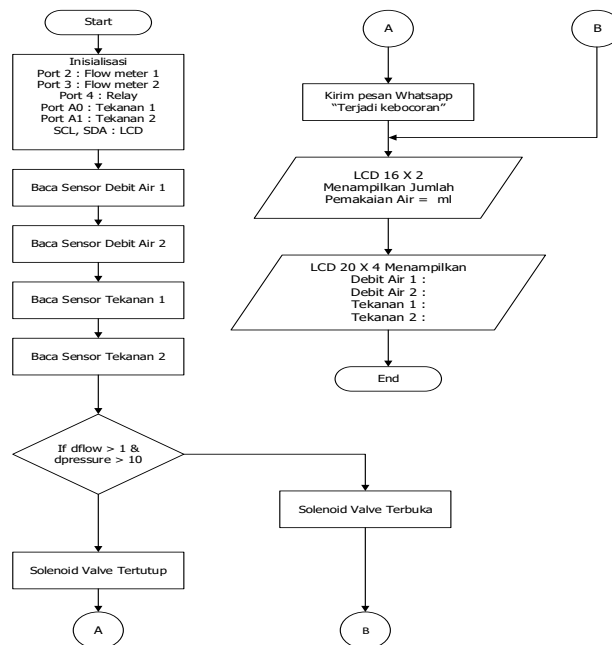 Start
Inisialisasi
Port 2 : Flow meter 1
Port 3 : Flow meter 2
Port 4 : Relay
Port A0 : Tekanan 1
Port A1 : Tekanan 2
SCL, SDA : LCD
Baca Sensor Debit Air 1
Baca Sensor Debit Air 2
Baca Sensor Tekanan 1
Baca Sensor Tekanan 2
If dflow > 1 &
dpressure > 10
Solenoid Valve Terbuka
Solenoid Valve Tertutup
A
B
A
B
Kirim pesan Whatsapp
“Terjadi kebocoran”
LCD 16 X 2
Menampilkan Jumlah
Pemakaian Air = ml
LCD 20 X 4 Menampilkan
Debit Air 1 :
Debit Air 2 :
Tekanan 1 :
Tekanan 2 :
End